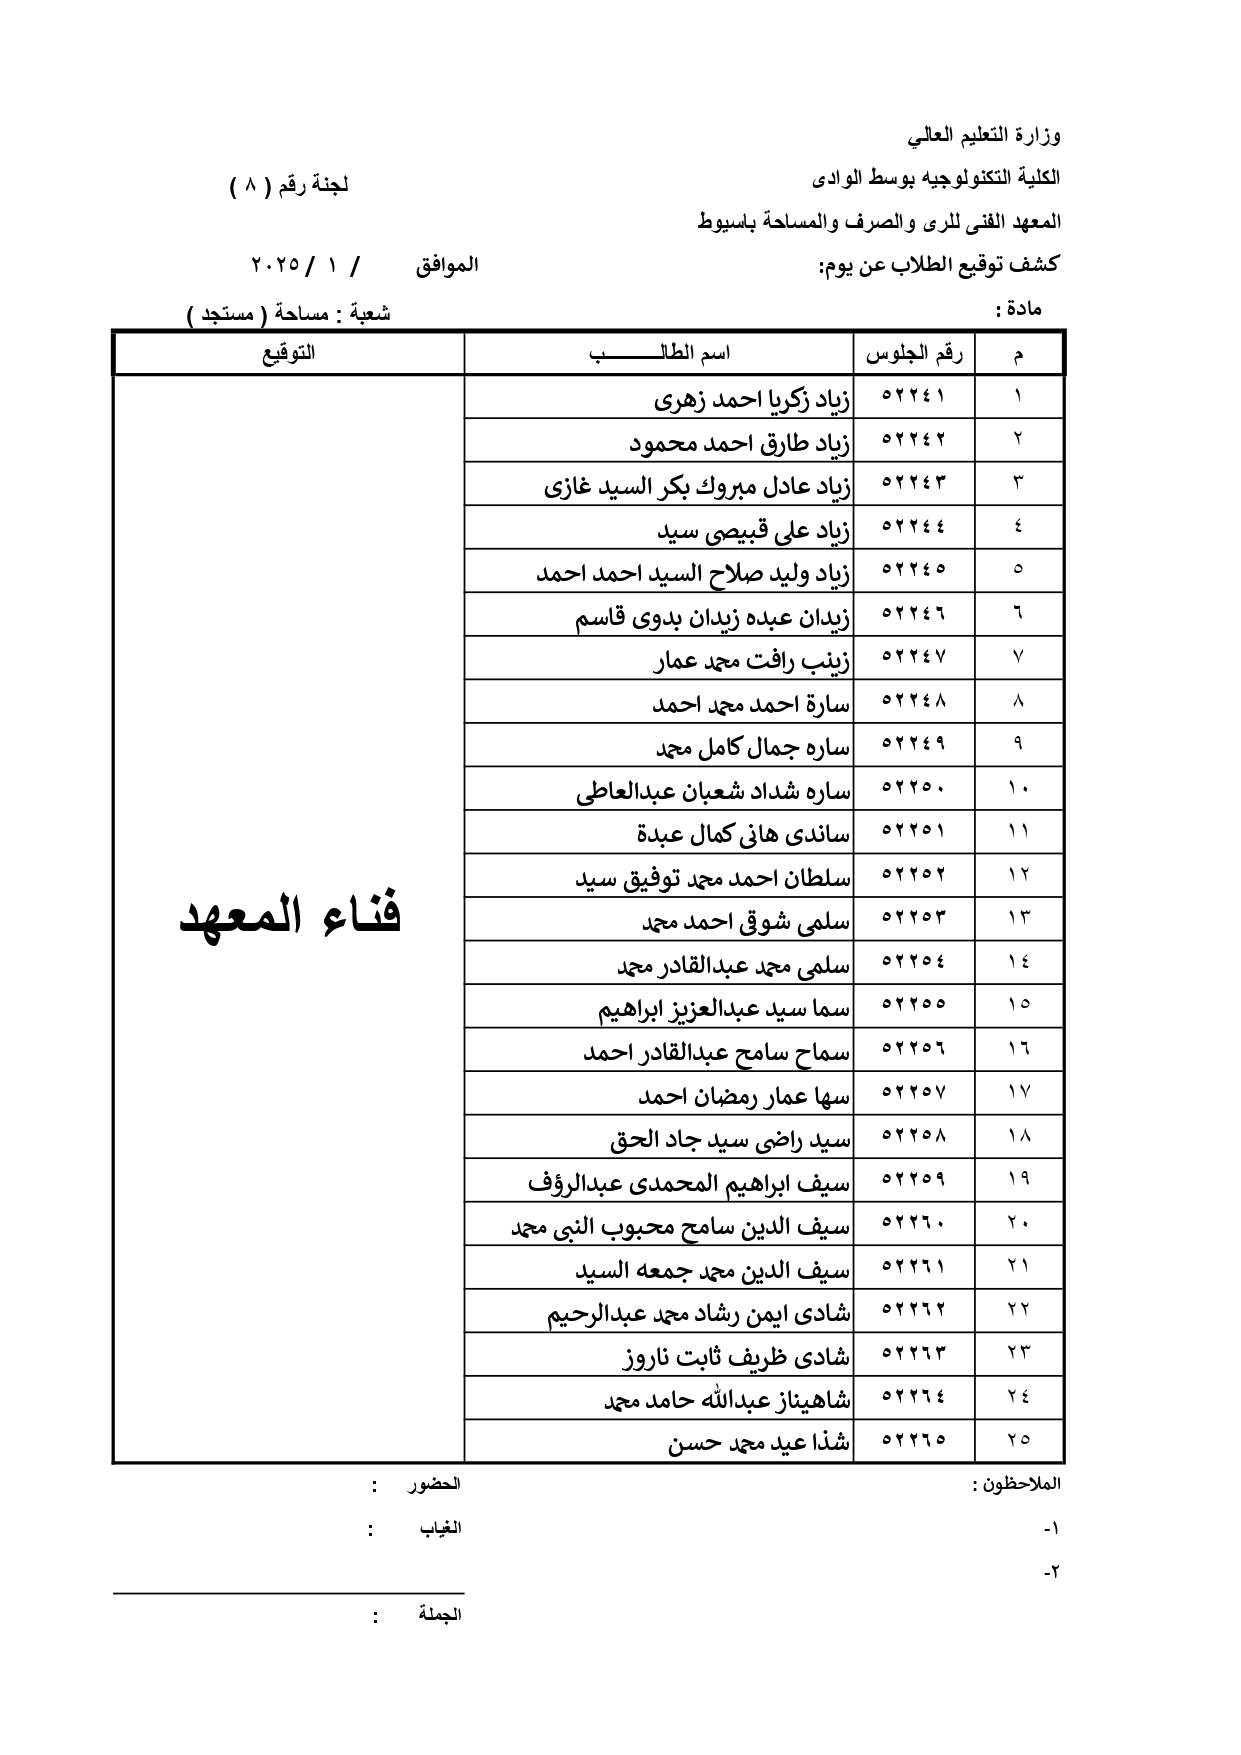 وزارة التعليم العالي
الكلية التكنولوجيه بوسط الوادى
لجنة رقم ( ٨ )
المعهد الفنى للرى والصرف والمساحة باسيوط
كشف توقيع الطلاب عن يوم: الموافق / ١ / ٢٠٢٥
مادة :
شعبة : مساحة ( مستجد )
م رقم الجلوس اسم الطالـــــــــب التوقيع
١ ٥٢٢٤١ زياد زكريا احمد زهرى
٢ ٥٢٢٤٢ زياد طارق احمد محمود
٣ ٥٢٢٤٣ زياد عادل مبروك بكر السيد غازى
٤ ٥٢٢٤٤ زياد على قبيصى سيد
٥ ٥٢٢٤٥ زياد وليد صلاح السيد احمد احمد
٦ ٥٢٢٤٦ زيدان عبده زيدان بدوى قاسم
٧ ٥٢٢٤٧ زينب رافت محمد عمار
٨ ٥٢٢٤٨ سارة احمد محمد احمد
٩ ٥٢٢٤٩ ساره جمال كامل محمد
١٠ ٥٢٢٥٠ ساره شداد شعبان عبدالعاطى
١١ ٥٢٢٥١ ساندى هانى كمال عبدة
١٢ ٥٢٢٥٢ سلطان احمد محمد توفيق سيد
١٣ ٥٢٢٥٣ سلمى شوقى احمد محمد
فناء المعهد
١٤ ٥٢٢٥٤ سلمى محمد عبدالقادر محمد
١٥ ٥٢٢٥٥ سما سيد عبدالعزيز ابراهيم
١٦ ٥٢٢٥٦ سماح سامح عبدالقادر احمد
١٧ ٥٢٢٥٧ سها عمار رمضان احمد
١٨ ٥٢٢٥٨ سيد راضى سيد جاد الحق
١٩ ٥٢٢٥٩ سيف ابراهيم المحمدى عبدالرؤف
٢٠ ٥٢٢٦٠ سيف الدين سامح محبوب النبى محمد
٢١ ٥٢٢٦١ سيف الدين محمد جمعه السيد
٢٢ ٥٢٢٦٢ شادى ايمن رشاد محمد عبدالرحيم
٢٣ ٥٢٢٦٣ شادى ظريف ثابت ناروز
٢٤ ٥٢٢٦٤ شاهيناز عبدالله حامد محمد
٢٥ ٥٢٢٦٥ شذا عيد محمد حسن
الملاحظون : الحضور :
١- الغياب :
٢-
الجملة :